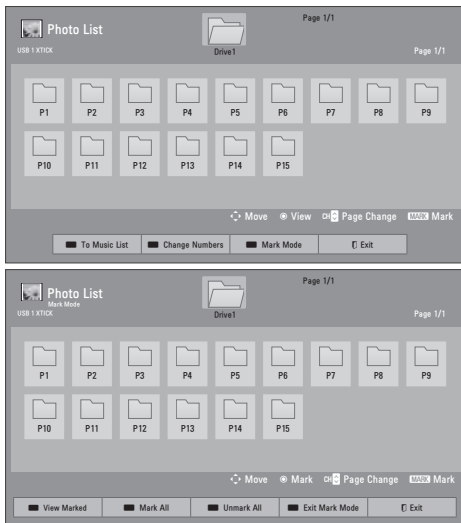 Page 1/1
Photo List
USB 1 XTICK
Drive1
Page 1/1
P1 P2 P3 P4 P5 P6 P7 P8 P9
P10 P11 P12 P13 P14 P15
Move View CH Page Change MARK Mark
To Music List Change Numbers Mark Mode Exit
Page 1/1
Photo List
Mark Mode
USB 1 XTICK
Drive1
Page 1/1
P1 P2 P3 P4 P5 P6 P7 P8 P9
P10 P11 P12 P13 P14 P15
Move Mark CH Page Change MARK Mark
View Marked Mark All Unmark All Exit Mark Mode Exit